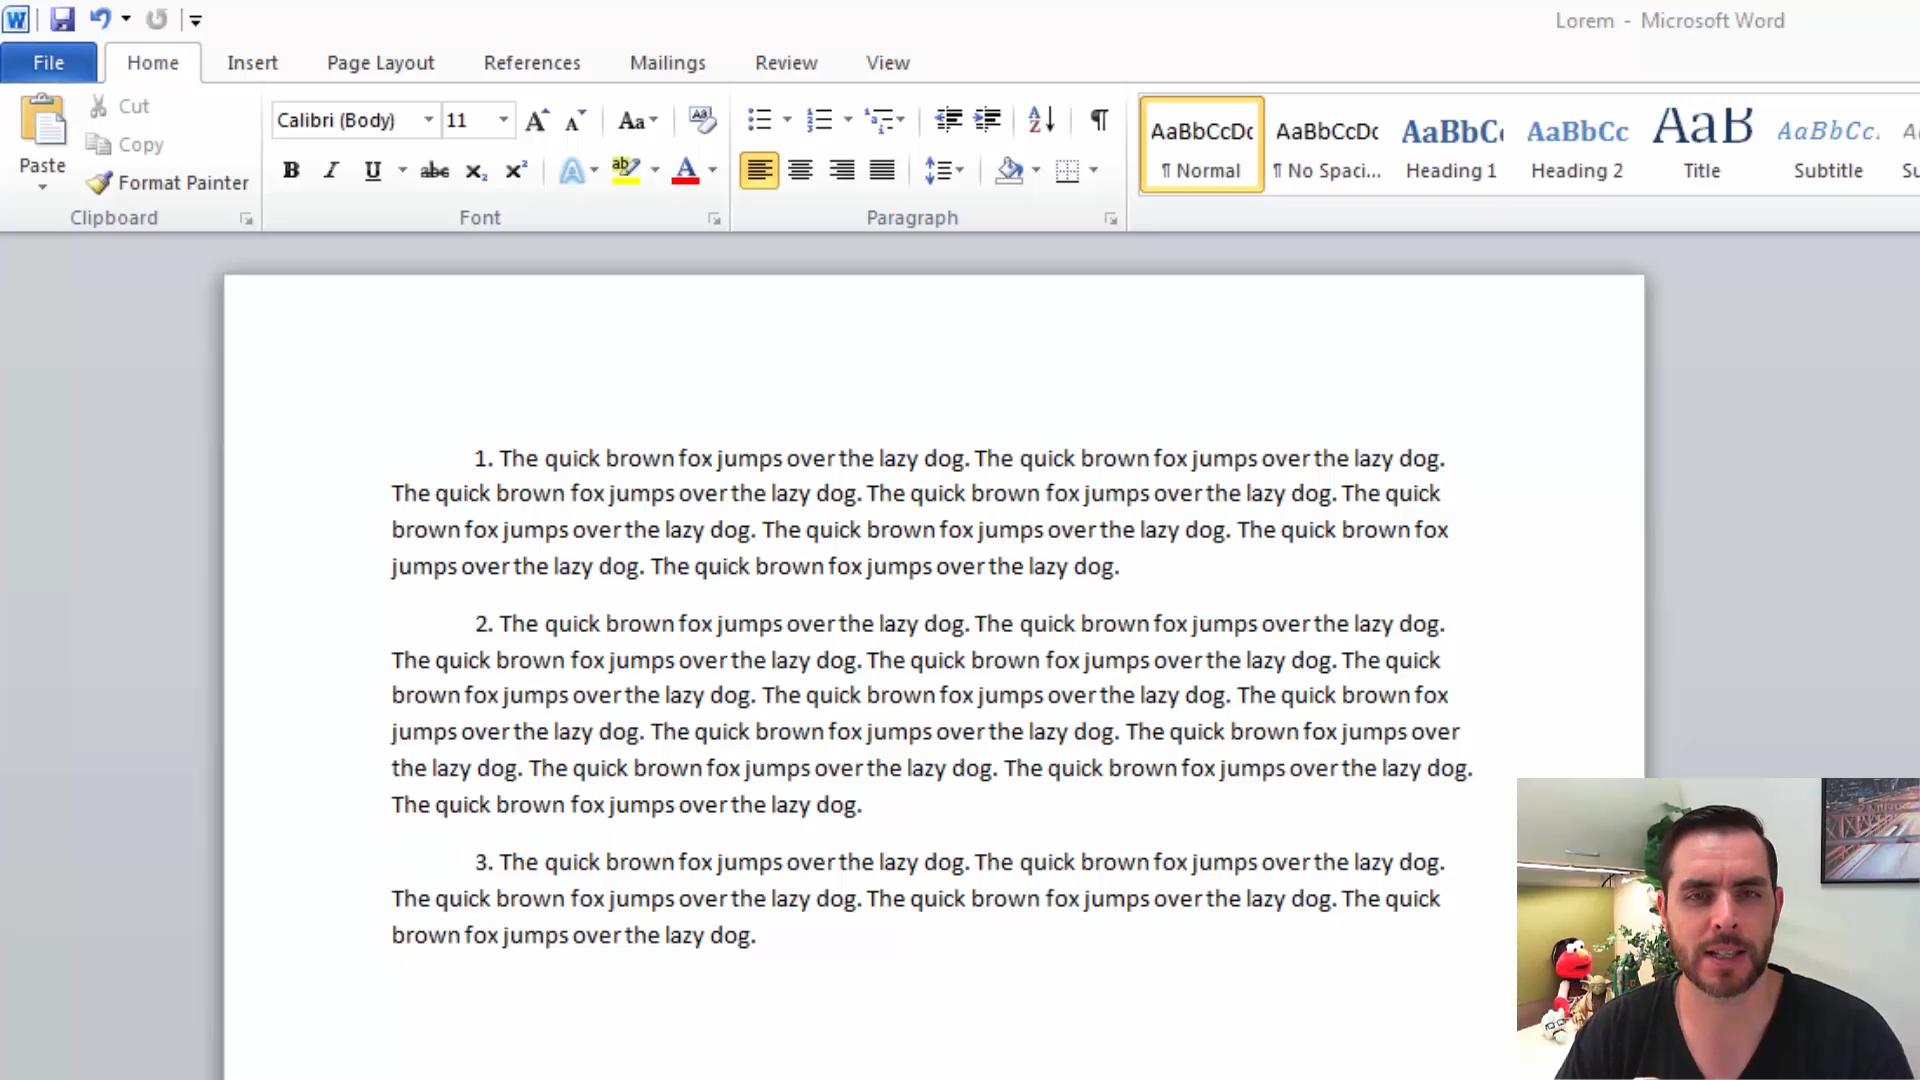 Lorem - Microsoft Word
File Home Insert Page Layout References Mailings Review View
Paste
Cut
Copy
Format Painter
Clipboard
Calibri (Body) 11
Font
Paragraph
AaBbCcDc AaBbCcDc AaBbC AaBbCc AaB AaBbCc.
¶ Normal ¶ No Spaci... Heading 1 Heading 2 Title Subtitle Su
1. The quick brown fox jumps over the lazy dog. The quick brown fox jumps over the lazy dog.
The quick brown fox jumps over the lazy dog. The quick brown fox jumps over the lazy dog. The quick
brown fox jumps over the lazy dog. The quick brown fox jumps over the lazy dog. The quick brown fox
jumps over the lazy dog. The quick brown fox jumps over the lazy dog.
2. The quick brown fox jumps over the lazy dog. The quick brown fox jumps over the lazy dog.
The quick brown fox jumps over the lazy dog. The quick brown fox jumps over the lazy dog. The quick
brown fox jumps over the lazy dog. The quick brown fox jumps over the lazy dog. The quick brown fox
jumps over the lazy dog. The quick brown fox jumps over the lazy dog. The quick brown fox jumps over
the lazy dog. The quick brown fox jumps over the lazy dog. The quick brown fox jumps over the lazy dog.
The quick brown fox jumps over the lazy dog.
3. The quick brown fox jumps over the lazy dog. The quick brown fox jumps over the lazy dog.
The quick brown fox jumps over the lazy dog. The quick brown fox jumps over the lazy dog. The quick
brown fox jumps over the lazy dog.